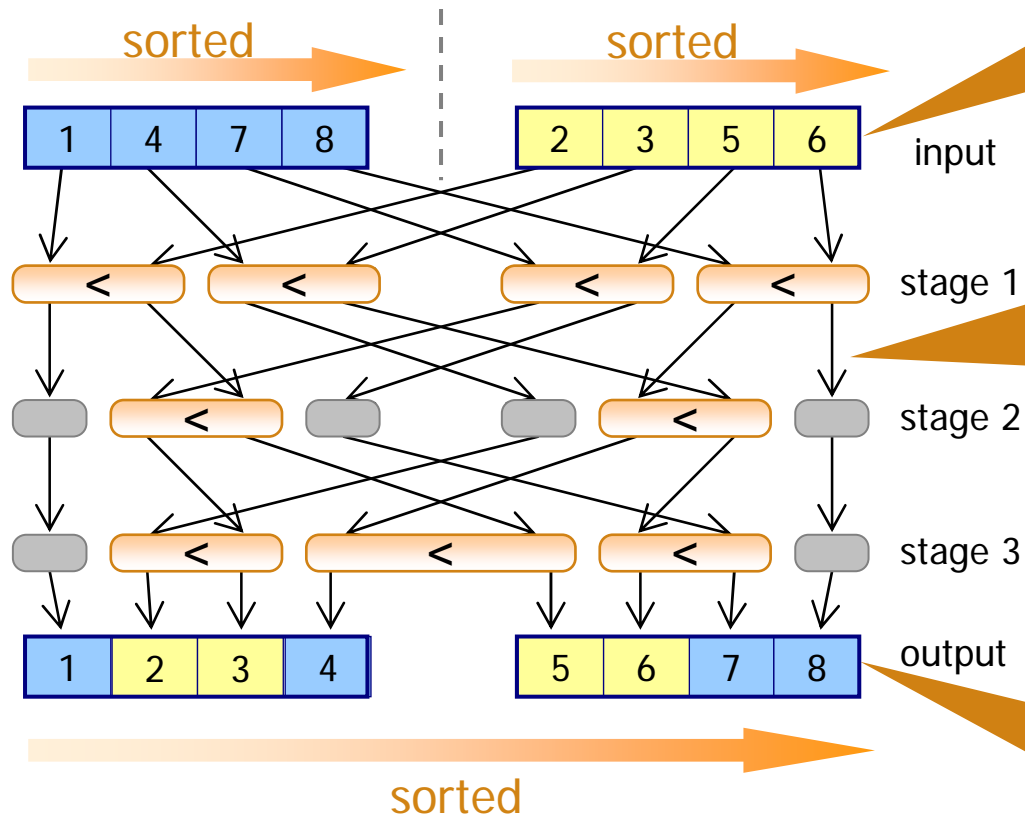 sorted sorted
1 4 7 8 2 3 5 6
input
< < < < stage 1
< < stage 2
< < < stage 3
1 2 3 4 5 6 7 8 output
sorted